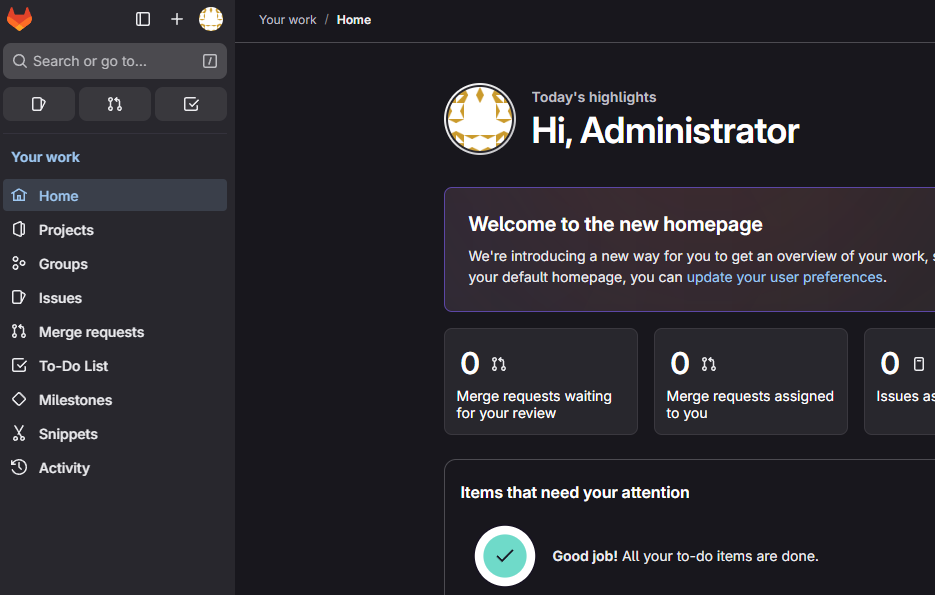 Your work / Home
Search or go to...
/
Your work
Home
Projects
Groups
Issues
Merge requests
To-Do List
Milestones
Snippets
Activity
Today's highlights
Hi, Administrator
Welcome to the new homepage
We're introducing a new way for you to get an overview of your work,
your default homepage, you can update your user preferences.
0
Merge requests waiting
for your review
0
Merge requests assigned
to you
0
Issues
Items that need your attention
Good job! All your to-do items are done.